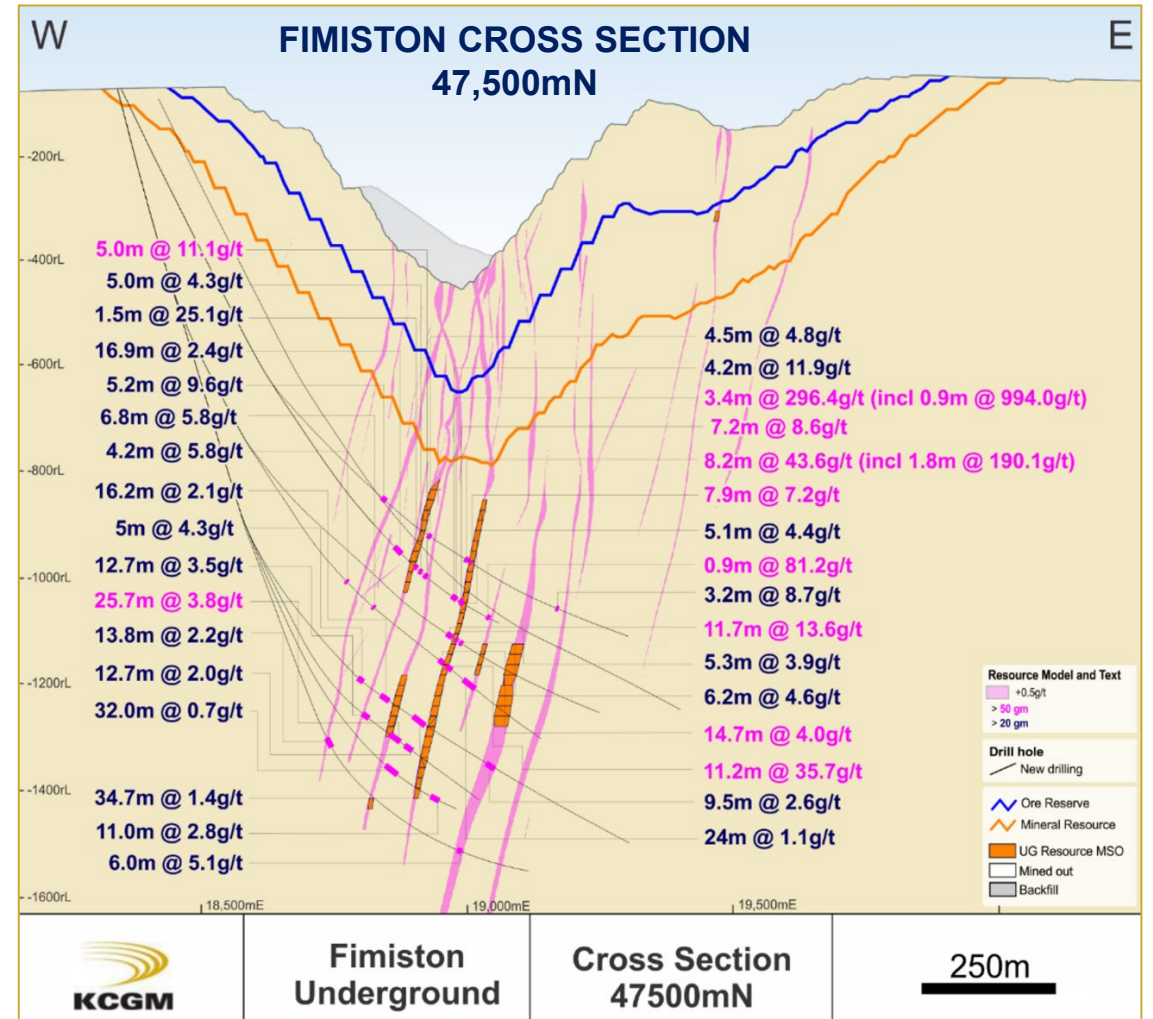 W
E
FIMISTON CROSS SECTION
47,500mN
-200rL
-400rL
-600rL
-800rL
-1000rL
-1200rL
-1400rL
-1600rL
5.0m @ 11.1g/t
5.0m @ 4.3g/t
1.5m @ 25.1g/t
16.9m @ 2.4g/t
5.2m @ 9.6g/t
6.8m @ 5.8g/t
4.2m @ 5.8g/t
16.2m @ 2.1g/t
5m @ 4.3g/t
12.7m @ 3.5g/t
25.7m @ 3.8g/t
13.8m @ 2.2g/t
12.7m @ 2.0g/t
32.0m @ 0.7g/t
34.7m @ 1.4g/t
11.0m @ 2.8g/t
6.0m @ 5.1g/t
4.5m @ 4.8g/t
4.2m @ 11.9g/t
3.4m @ 296.4g/t (incl 0.9m @ 994.0g/t)
7.2m @ 8.6g/t
8.2m @ 43.6g/t (incl 1.8m @ 190.1g/t)
7.9m @ 7.2g/t
5.1m @ 4.4g/t
0.9m @ 81.2g/t
3.2m @ 8.7g/t
11.7m @ 13.6g/t
5.3m @ 3.9g/t
6.2m @ 4.6g/t
14.7m @ 4.0g/t
11.2m @ 35.7g/t
9.5m @ 2.6g/t
24m @ 1.1g/t
Resource Model and Text
+0.5g/t
> 50 gm
> 20 gm
Drill hole
New drilling
Ore Reserve
Mineral Resource
UG Resource MSO
Mined out
Backfill
18,500mE
19,000mE
19,500mE
KCGM
Fimiston
Underground
Cross Section
47500mN
250m